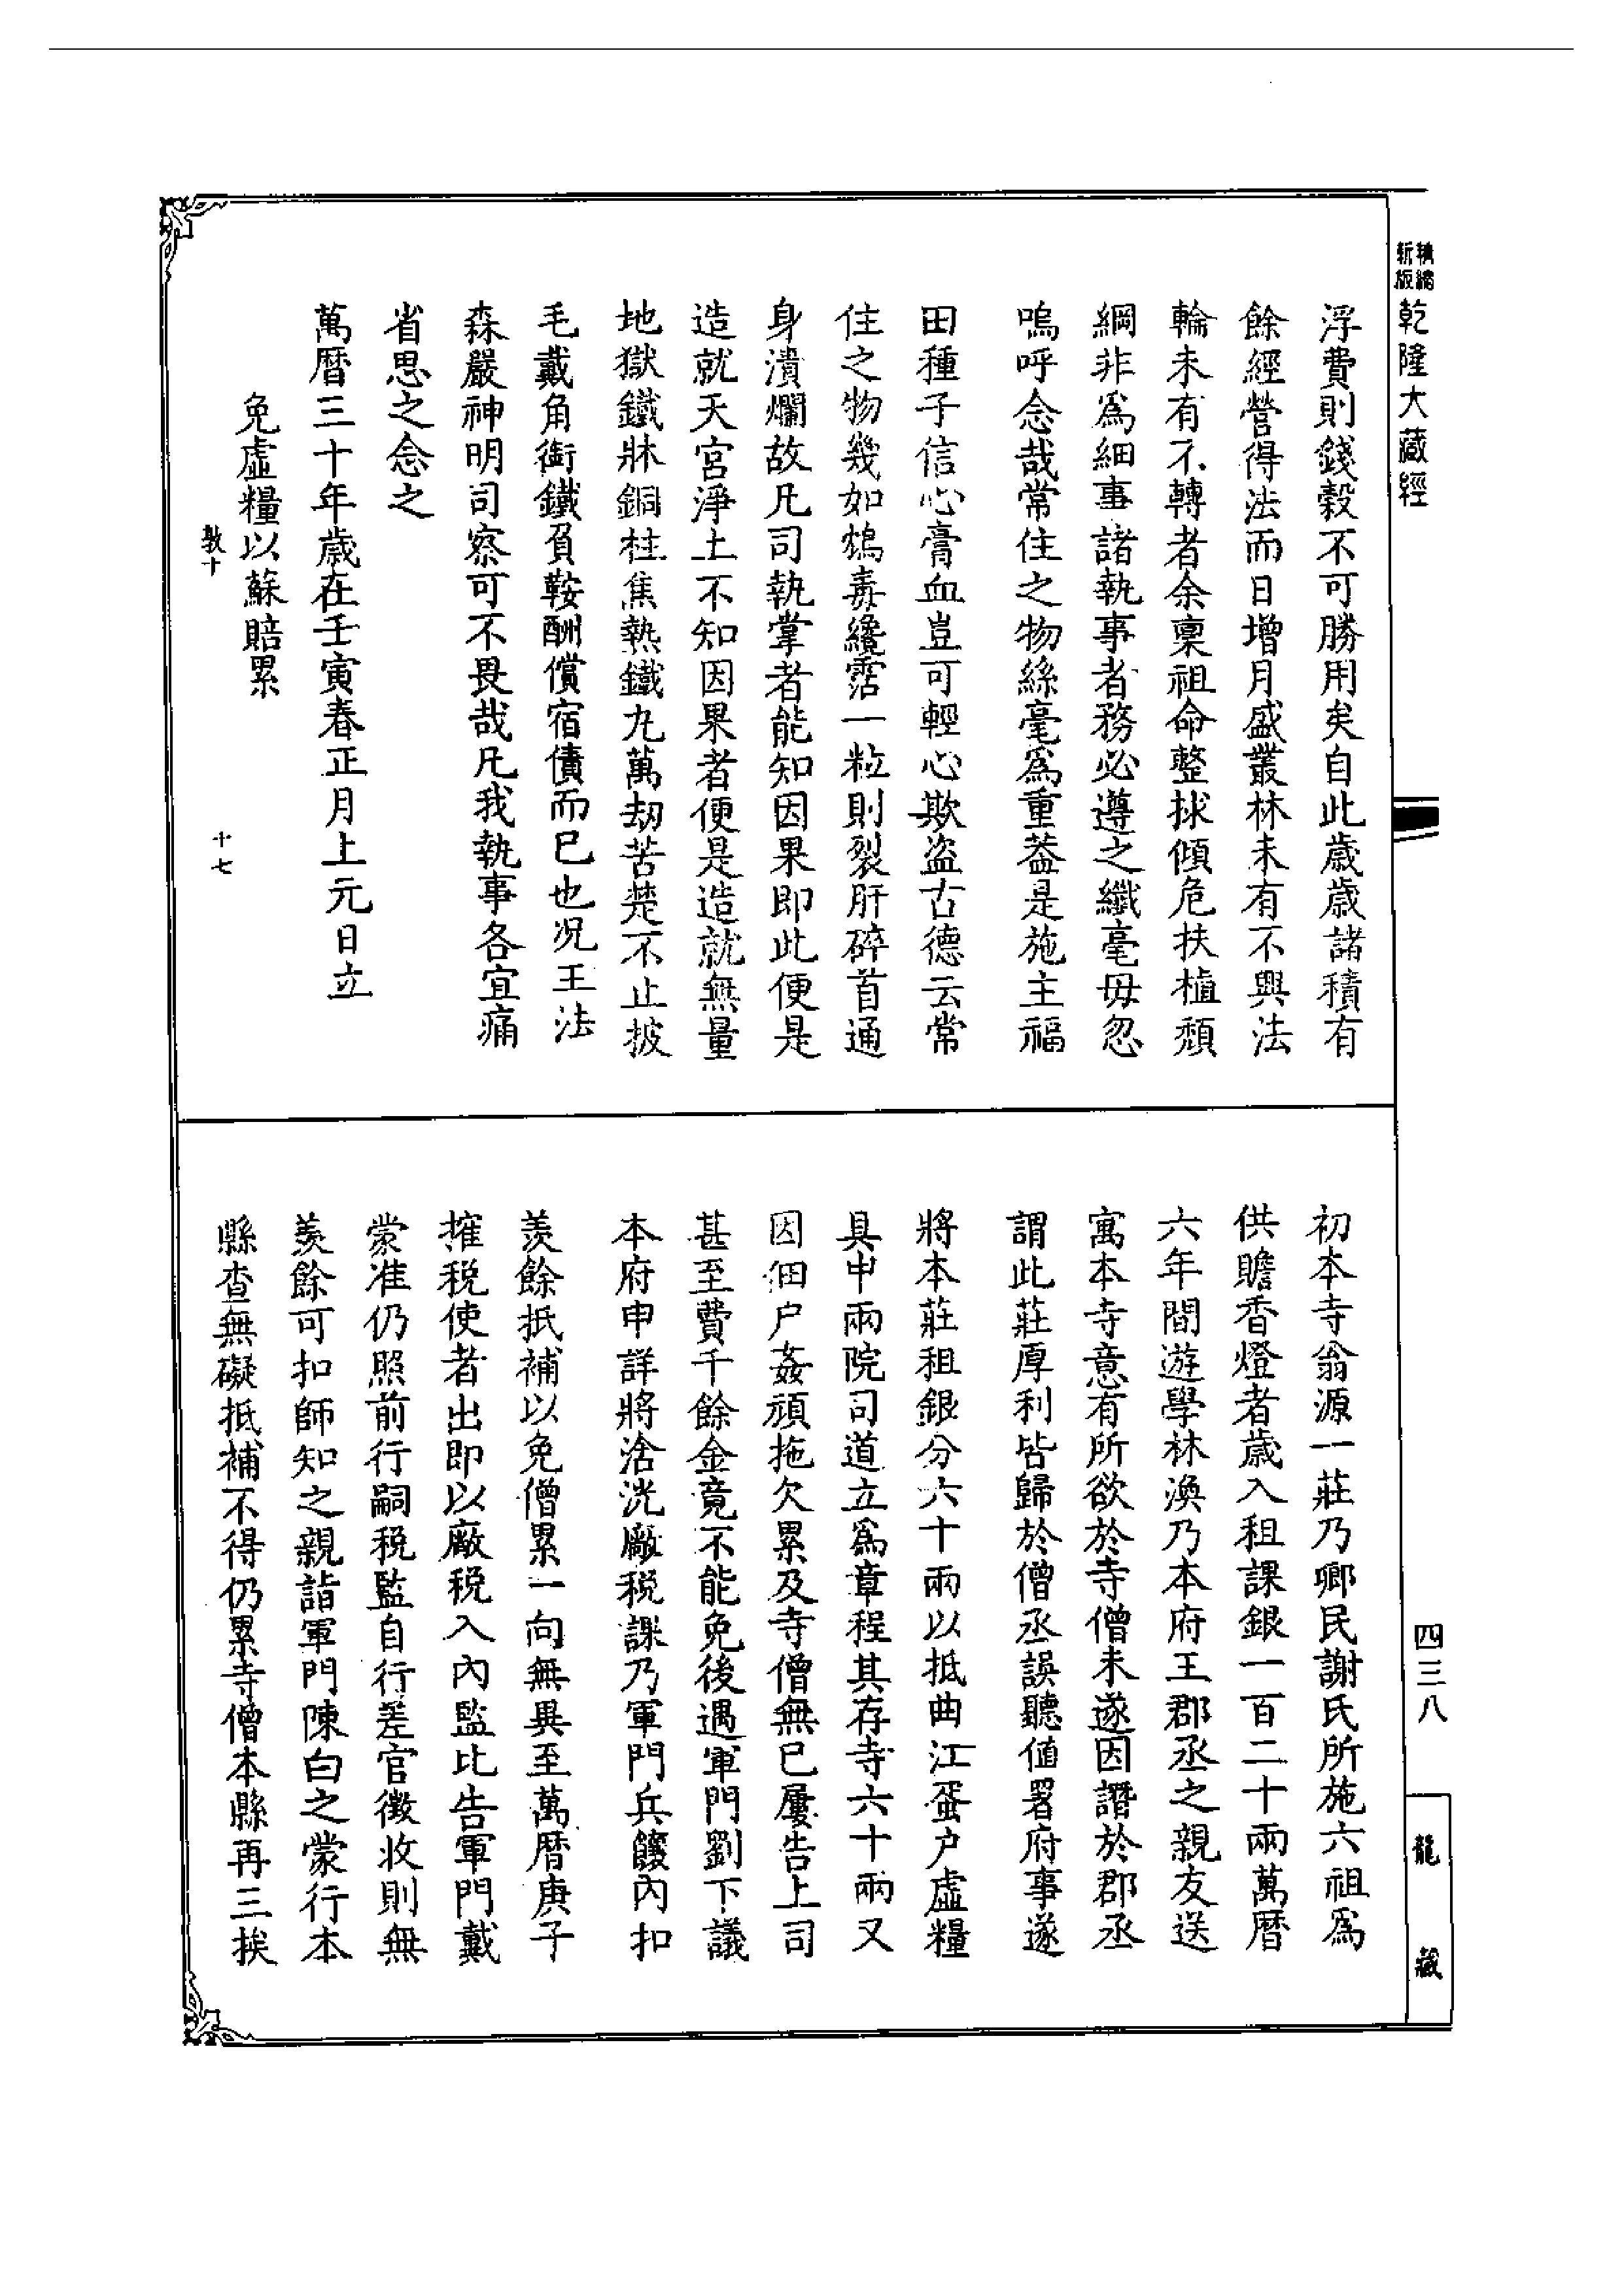 精縮
新版
乾隆大藏經
浮費則錢穀不可勝用矣自此歲歲諸積有
餘經營得法而日增月盛叢林未有不興法
輪未有不轉者余稟祖命整捄傾危扶植頹
綱非爲細事諸執事者務必遵之纖毫毋忽
嗚呼念哉常住之物絲毫爲重葢是施主福
田種子信心膏血豈可輕心欺盜古德云常
住之物幾如鴆毒纔霑一粒則裂肝碎首通
身潰爛故凡司執掌者能知因果即此便是
造就天宮淨土不知因果者便是造就無量
地獄鐵牀銅柱焦熱鐵丸萬劫苦楚不止披
毛戴角銜鐵負鞍酬償宿債而已也況王法
森嚴神明司察可不畏哉凡我執事各宜痛
省思之念之
萬曆三十年歲在壬寅春正月上元日立
免虛糧以蘇賠累
敎十
十七
初本寺翁源一莊乃鄉民謝氏所施六祖爲
供贍香燈者歲入租課銀一百二十兩萬曆
六年間遊學林渙乃本府王郡丞之親友送
寓本寺意有所欲於寺僧未遂因譖於郡丞
謂此莊厚利皆歸於僧丞誤聽值署府事遂
將本莊租銀分六十兩以抵曲江蛋户虛糧
具申兩院司道立爲章程其存寺六十兩又
因佃户姦頑拖欠累及寺僧無已屢告上司
甚至費千餘金竟不能免後遇軍門劉下議
本府申詳將浛洸廠稅課乃軍門兵餼內扣
羨餘抵補以免僧累一向無異至萬曆庚子
搉稅使者出即以廠稅入內監比告軍門戴
蒙准仍照前行嗣稅監自行差官徵收則無
羨餘可扣師知之親詣軍門陳白之蒙行本
縣查無礙抵補不得仍累寺僧本縣再三挨
四三八
龍
藏